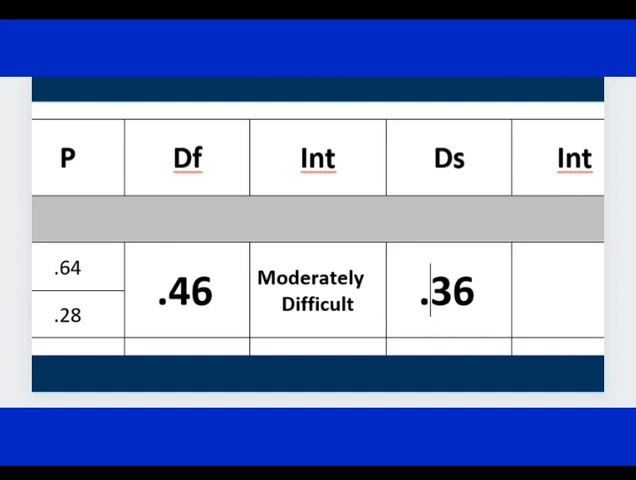 P Df Int Ds Int
.64
.28
.46
Moderately
Difficult
.36